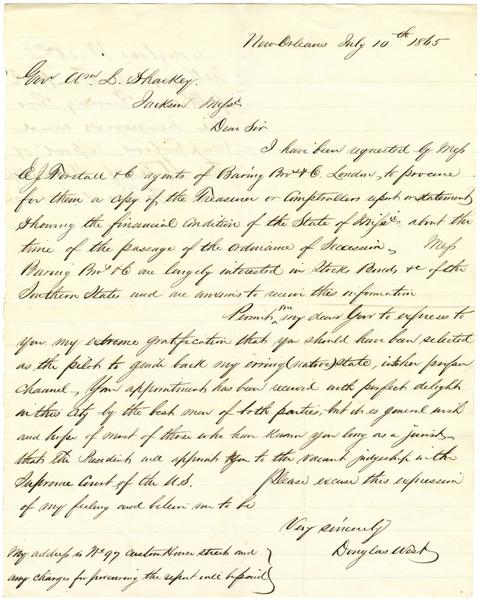 New Orleans July 10th 1865
Gov Wm L. Sharkey.
Jackson Missi
Dear Sir
I have been requested by Mess
E J Forstall & C agents of Baring Bros & C. London, to procure
for them a copy of the Treasurer or Comptrollers report or statement
showing the financial condition of the State of Missi about the
time of the passage of the ordinance of Secession, Mess
Baring Bros & C are largely interested in Stocks Bonds &c of the
Southern States and are anxious to receive this information
Permit me my dear Govr to express to
you my extreme gratification that you should have been selected
as the pilot to guide back my erring (native) state, into her proper
channel, Your appointment has been received with perfect delight
in this city by the best men of both parties, but it is general wish
and hope of most of those who have known you long as a jurist
that the President will appoint you to the vacant judgeship in the
Supreme Court of the U.S. Please excuse this expression
of my feeling and believe me to be
Very sincerely
Douglas West
My address is No 97 Custom House street and
any charges for procuring the report will be paid